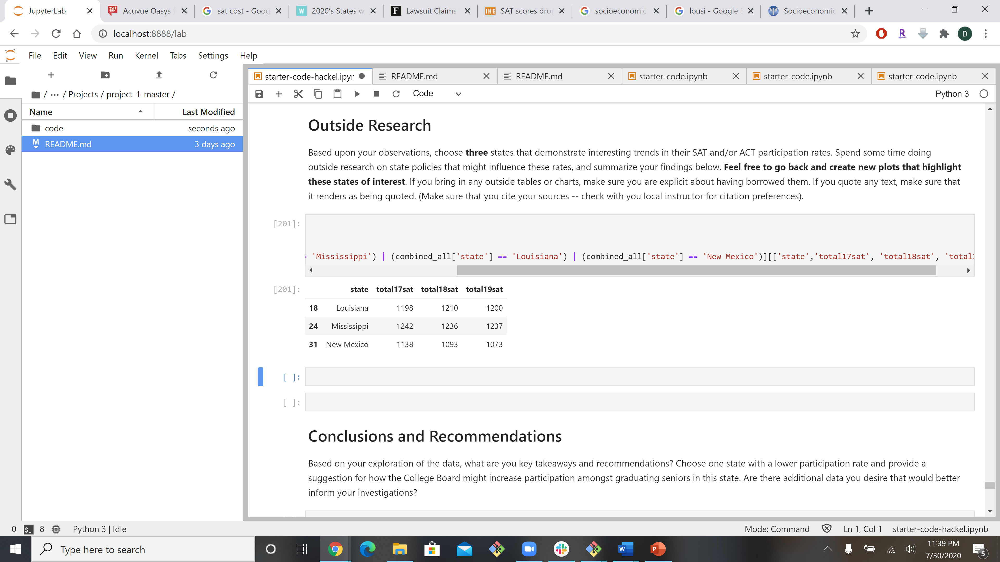 JupyterLab
Acuvue Oasys f
sat cost - Goog
2020's States w
Lawsuit Claims
SAT scores drop
socioeconomic
lousi - Google S
Socioeconomic
localhost:8888/lab
D
File Edit View Run Kernel Tabs Settings Help
/ ··· / Projects / project-1-master /
Name Last Modified
code seconds ago
README.md 3 days ago
starter-code-hackel.ipyr
README.md
README.md
starter-code.ipynb
starter-code.ipynb
starter-code.ipynb
Code
Python 3
Outside Research
Based upon your observations, choose three states that demonstrate interesting trends in their SAT and/or ACT participation rates. Spend some time doing
outside research on state policies that might influence these rates, and summarize your findings below. Feel free to go back and create new plots that highlight
these states of interest. If you bring in any outside tables or charts, make sure you are explicit about having borrowed them. If you quote any text, make sure that
it renders as being quoted. (Make sure that you cite your sources -- check with you local instructor for citation preferences).
[201]:
= 'Mississippi') | (combined_all['state'] == 'Louisiana') | (combined_all['state'] == 'New Mexico')][['state','total17sat', 'total18sat', 'total1
[201]:
state total17sat total18sat total19sat
18 Louisiana 1198 1210 1200
24 Mississippi 1242 1236 1237
31 New Mexico 1138 1093 1073
[ ]:
[ ]:
Conclusions and Recommendations
Based on your exploration of the data, what are you key takeaways and recommendations? Choose one state with a lower participation rate and provide a
suggestion for how the College Board might increase participation amongst graduating seniors in this state. Are there additional data you desire that would better
inform your investigations?
0 $_ 8 Python 3 | Idle
Mode: Command Ln 1, Col 1 starter-code-hackel.ipynb
Type here to search
11:39 PM
7/30/2020
5